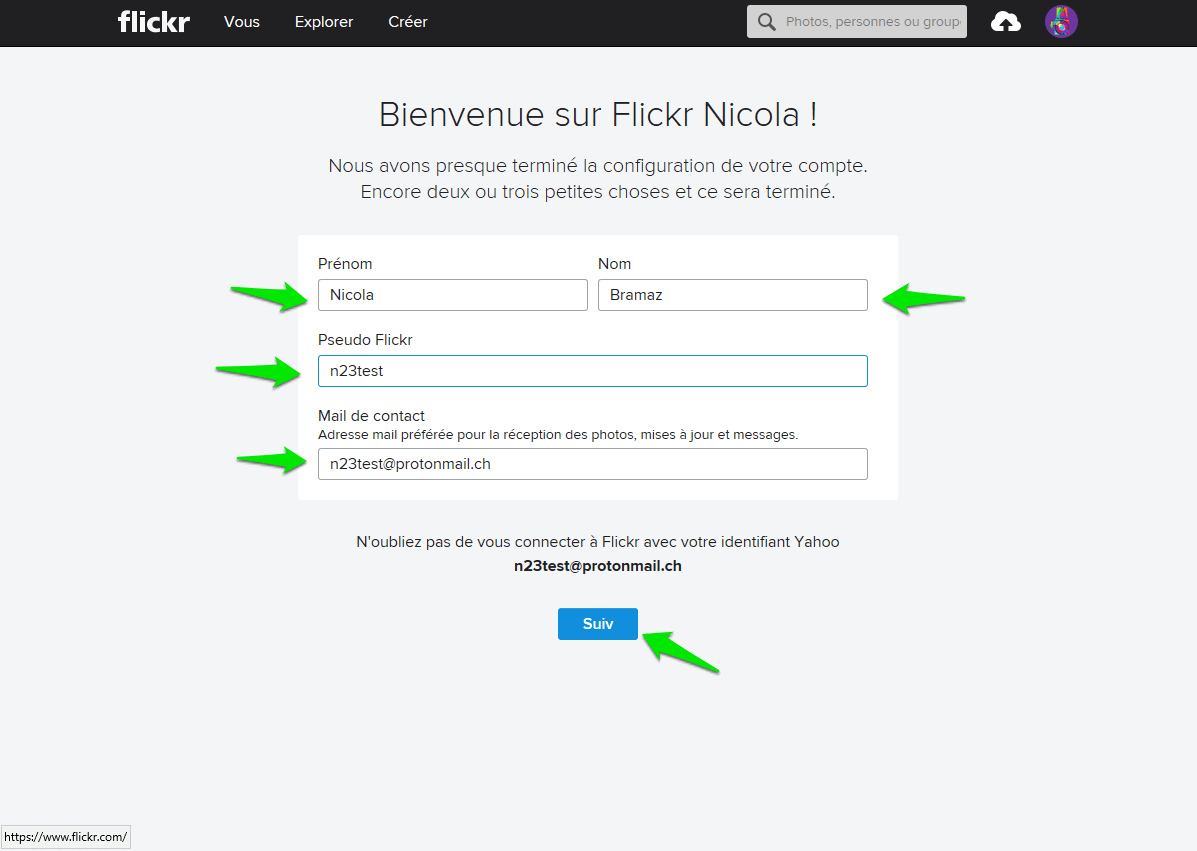 flickr Vous Explorer Créer Photos, personnes ou group
Bienvenue sur Flickr Nicola !
Nous avons presque terminé la configuration de votre compte.
Encore deux ou trois petites choses et ce sera terminé.
Prénom Nom
Nicola Bramaz
Pseudo Flickr
n23test
Mail de contact
Adresse mail préférée pour la réception des photos, mises à jour et messages.
n23test@protonmail.ch
N'oubliez pas de vous connecter à Flickr avec votre identifiant Yahoo
n23test@protonmail.ch
Suiv
https://www.flickr.com/